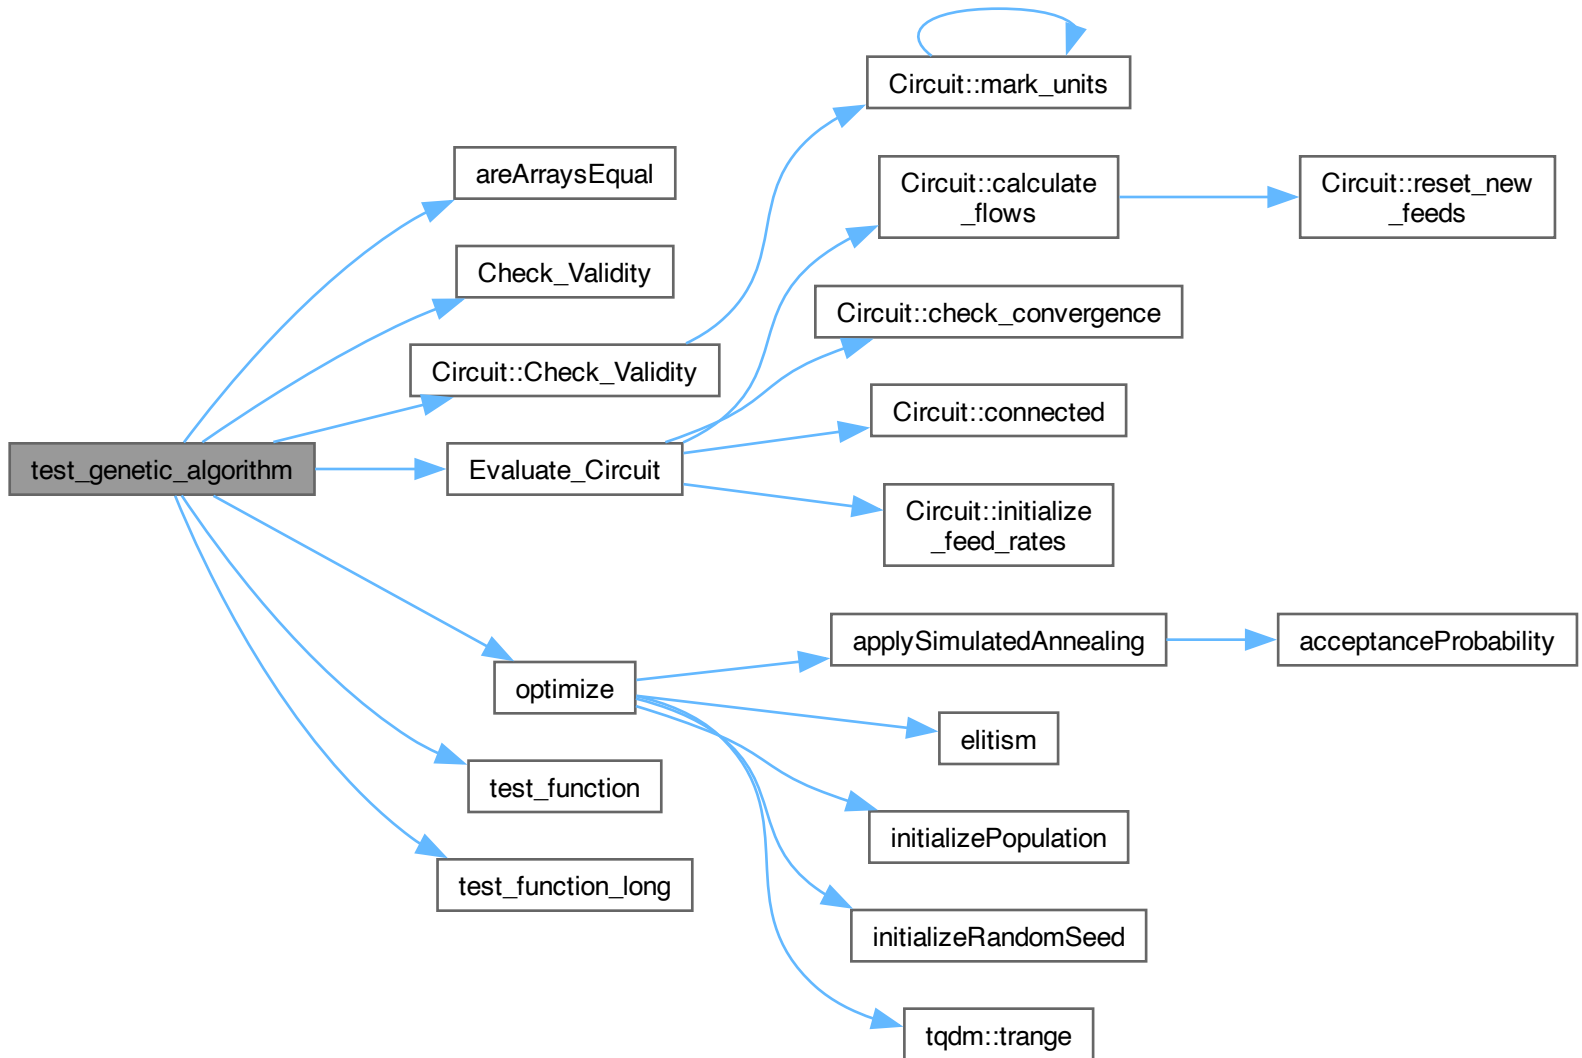 Circuit::mark_units
areArraysEqual
Circuit::calculate
_flows
Circuit::reset_new
_feeds
Check_Validity
Circuit::check_convergence
Circuit::Check_Validity
Circuit::connected
test_genetic_algorithm
Evaluate_Circuit
Circuit::initialize
_feed_rates
applySimulatedAnnealing
acceptanceProbability
optimize
elitism
test_function
initializePopulation
test_function_long
initializeRandomSeed
tqdm::trange